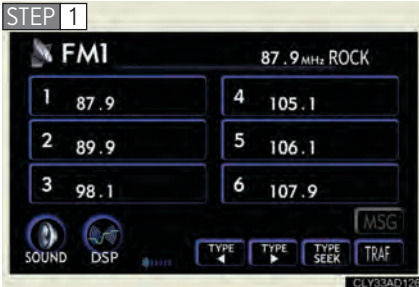 STEP 1
FM1
87.9 MHz ROCK
1 87.9
4 105.1
2 89.9
5 106.1
3 98.1
6 107.9
MSG
SOUND
DSP
TYPE ◀
TYPE ▶
TYPE SEEK
TRAF